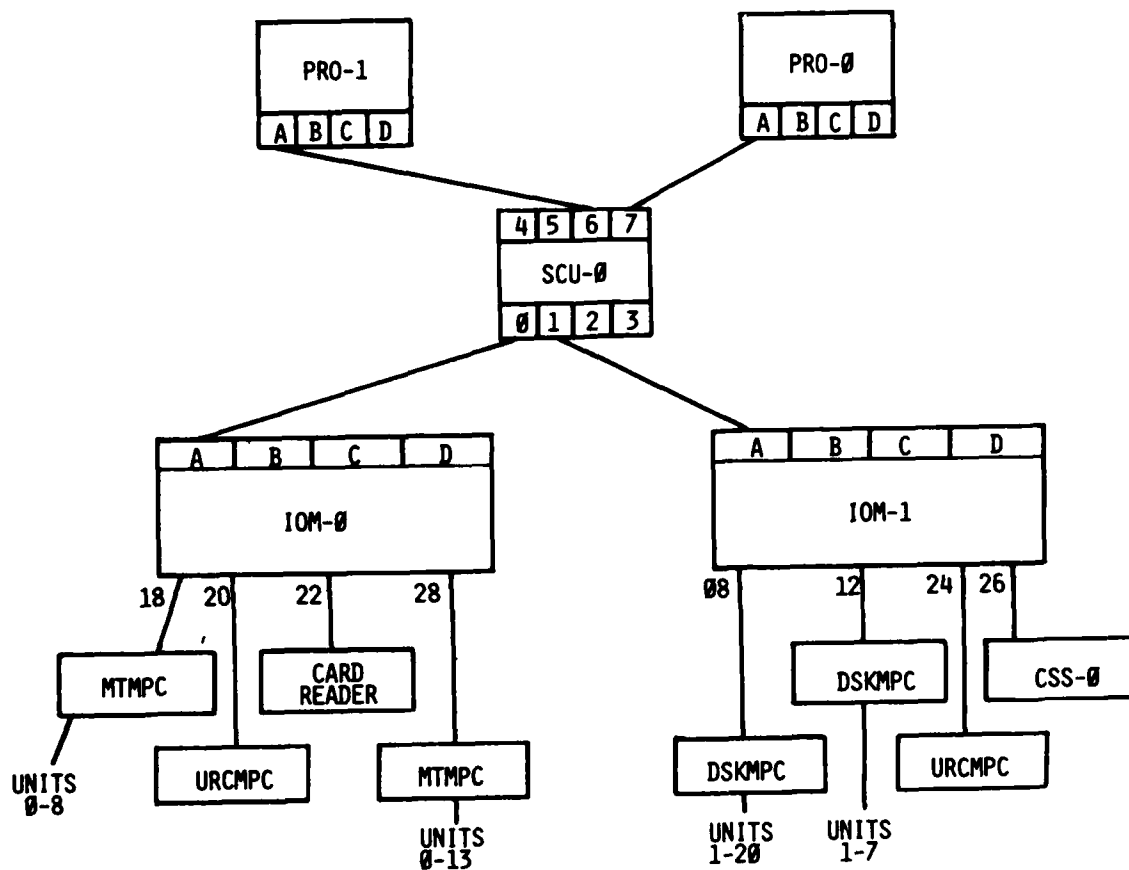 PRO-1
PRO-Ø
A B C D
A B C D
4 5 6 7
SCU-Ø
Ø 1 2 3
A B C D
A B C D
IOM-Ø
IOM-1
18 20 22 28
Ø8 12 24 26
MTMPC
CARD
READER
DSKMPC
CSS-Ø
URCMPC
MTMPC
DSKMPC
URCMPC
UNITS
Ø-8
UNITS
Ø-13
UNITS
1-2Ø
UNITS
1-7